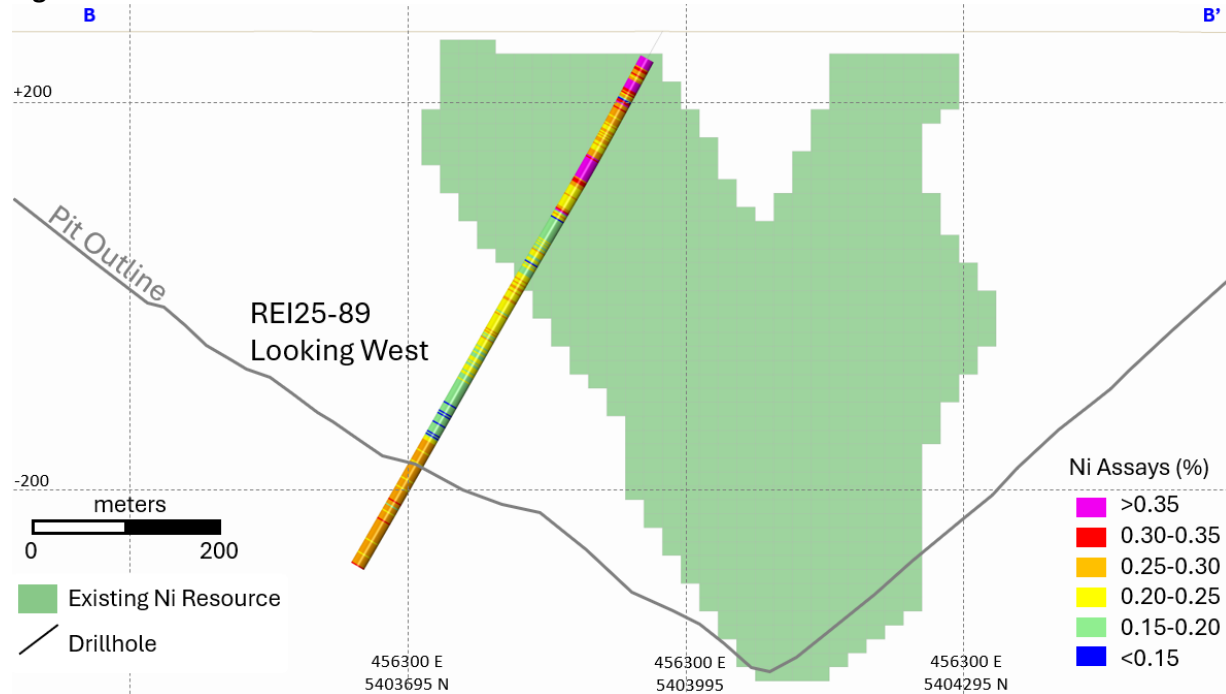 B
B'
+200
Pit Outline
REI25-89
Looking West
-200
meters
0 200
Existing Ni Resource
Drillhole
456300 E
5403695 N
456300 E
5403995
456300 E
5404295 N
Ni Assays (%)
>0.35
0.30-0.35
0.25-0.30
0.20-0.25
0.15-0.20
<0.15